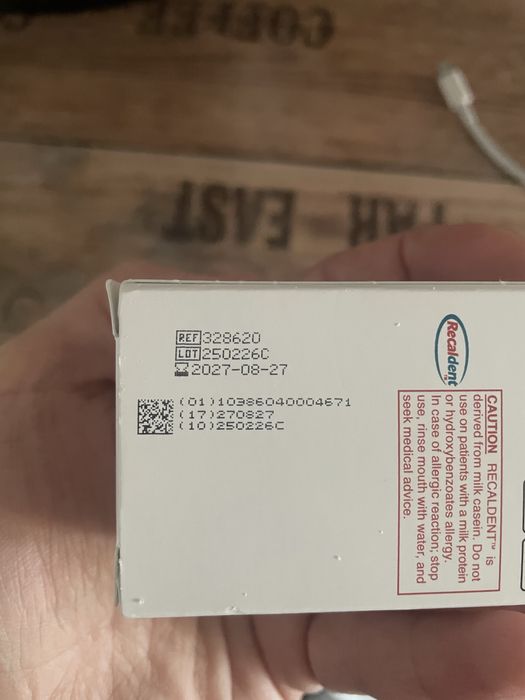 COFFEE
FAR EAST
REF 328620
LOT 250226C
2027-08-27
(01)10386040004671
(17)270827
(10)250226C
Recaldent™
CAUTION RECALDENT™ is
derived from milk casein. Do not
use on patients with a milk protein
or hydroxybenzoates allergy.
In case of allergic reaction; stop
use, rinse mouth with water, and
seek medical advice.